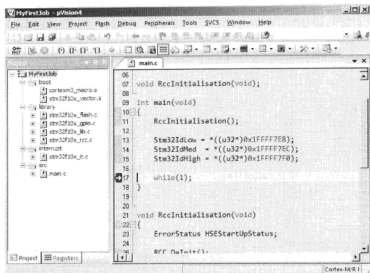 MyFirstJob - µVision4
File Edit View Project Flash Debug Peripherals Tools SVCS Window Help
Project
MyFirstJob
boot
cortexm3_macro.s
stm32f10x_vector.s
library
stm32f10x_flash.c
stm32f10x_gpio.c
stm32f10x_lib.c
stm32f10x_rcc.c
interrupt
stm32f10x_it.c
src
main.c
Project Registers
main.c
06
07 void RccInitialisation(void);
08
09 int main(void)
10 {
11 RccInitialisation();
12
13 Stm32IdLow = *((u32*)0x1FFFF7E8);
14 Stm32IdMed = *((u32*)0x1FFFF7EC);
15 Stm32IdHigh = *((u32*)0x1FFFF7F0);
16
17 while(1);
18 }
19
20
21 void RccInitialisation(void)
22 {
23 ErrorStatus HSEStartUpStatus;
24
25 RCC_DeInit();
Cortex-M/R